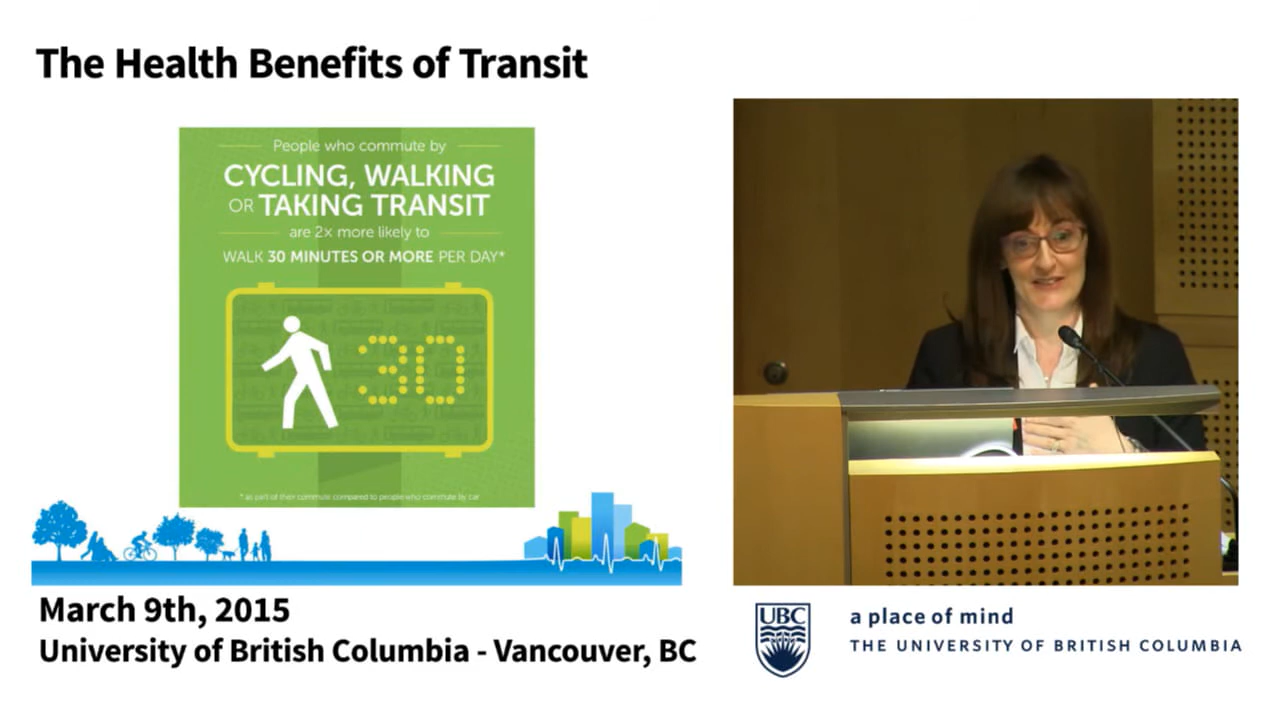 The Health Benefits of Transit
People who commute by
CYCLING, WALKING
OR TAKING TRANSIT
are 2x more likely to
WALK 30 MINUTES OR MORE PER DAY*
30
* as part of their commute compared to people who commute by car
March 9th, 2015
University of British Columbia - Vancouver, BC
UBC
a place of mind
THE UNIVERSITY OF BRITISH COLUMBIA